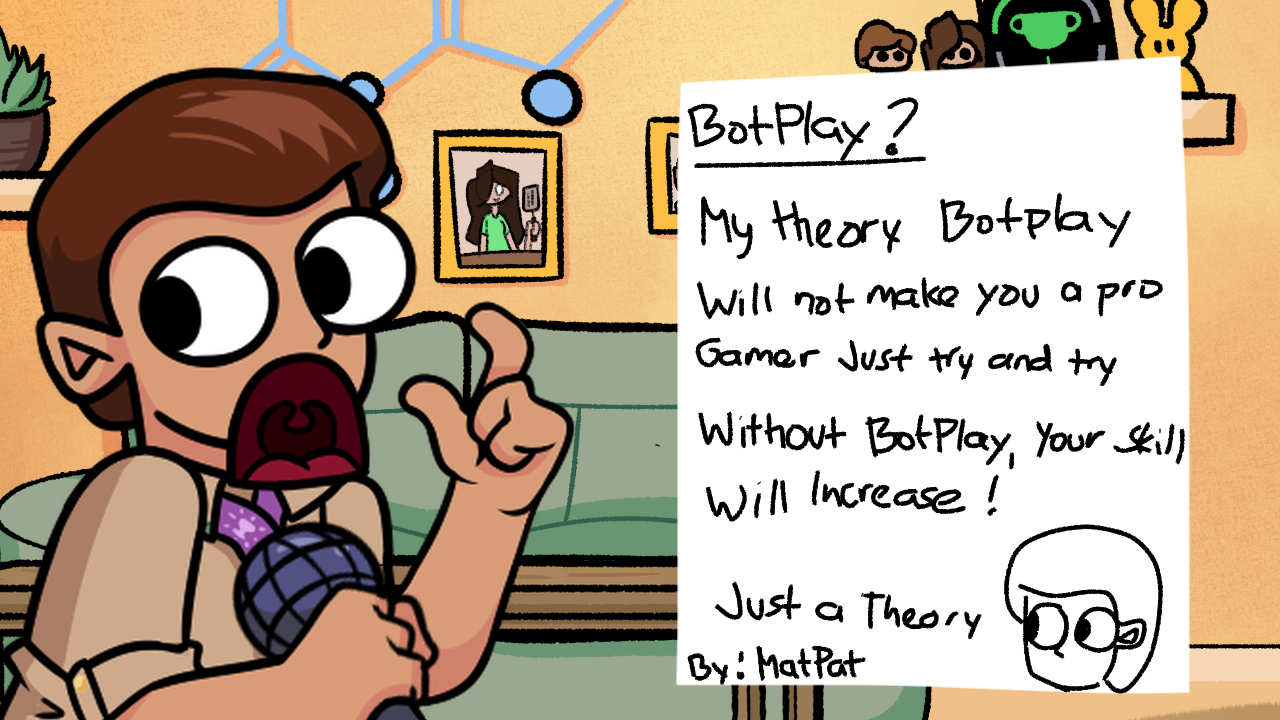 BotPlay?
My theory Botplay
Will not make you a pro
Gamer Just try and try
Without BotPlay, Your skill
Will Increase!
Just a Theory
By: MatPat